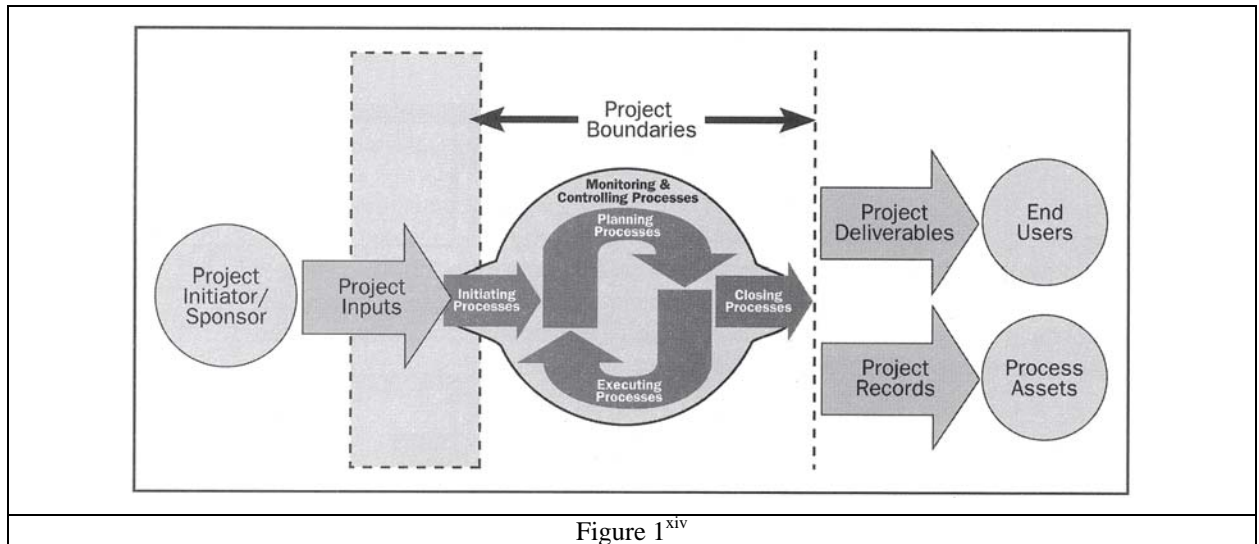 Project
Boundaries
Monitoring &
Controlling Processes
Planning
Processes
Project
Initiator/
Sponsor
Project
Inputs
Initiating
Processes
Closing
Processes
Executing
Processes
Project
Deliverables
End
Users
Project
Records
Process
Assets
Figure 1xiv